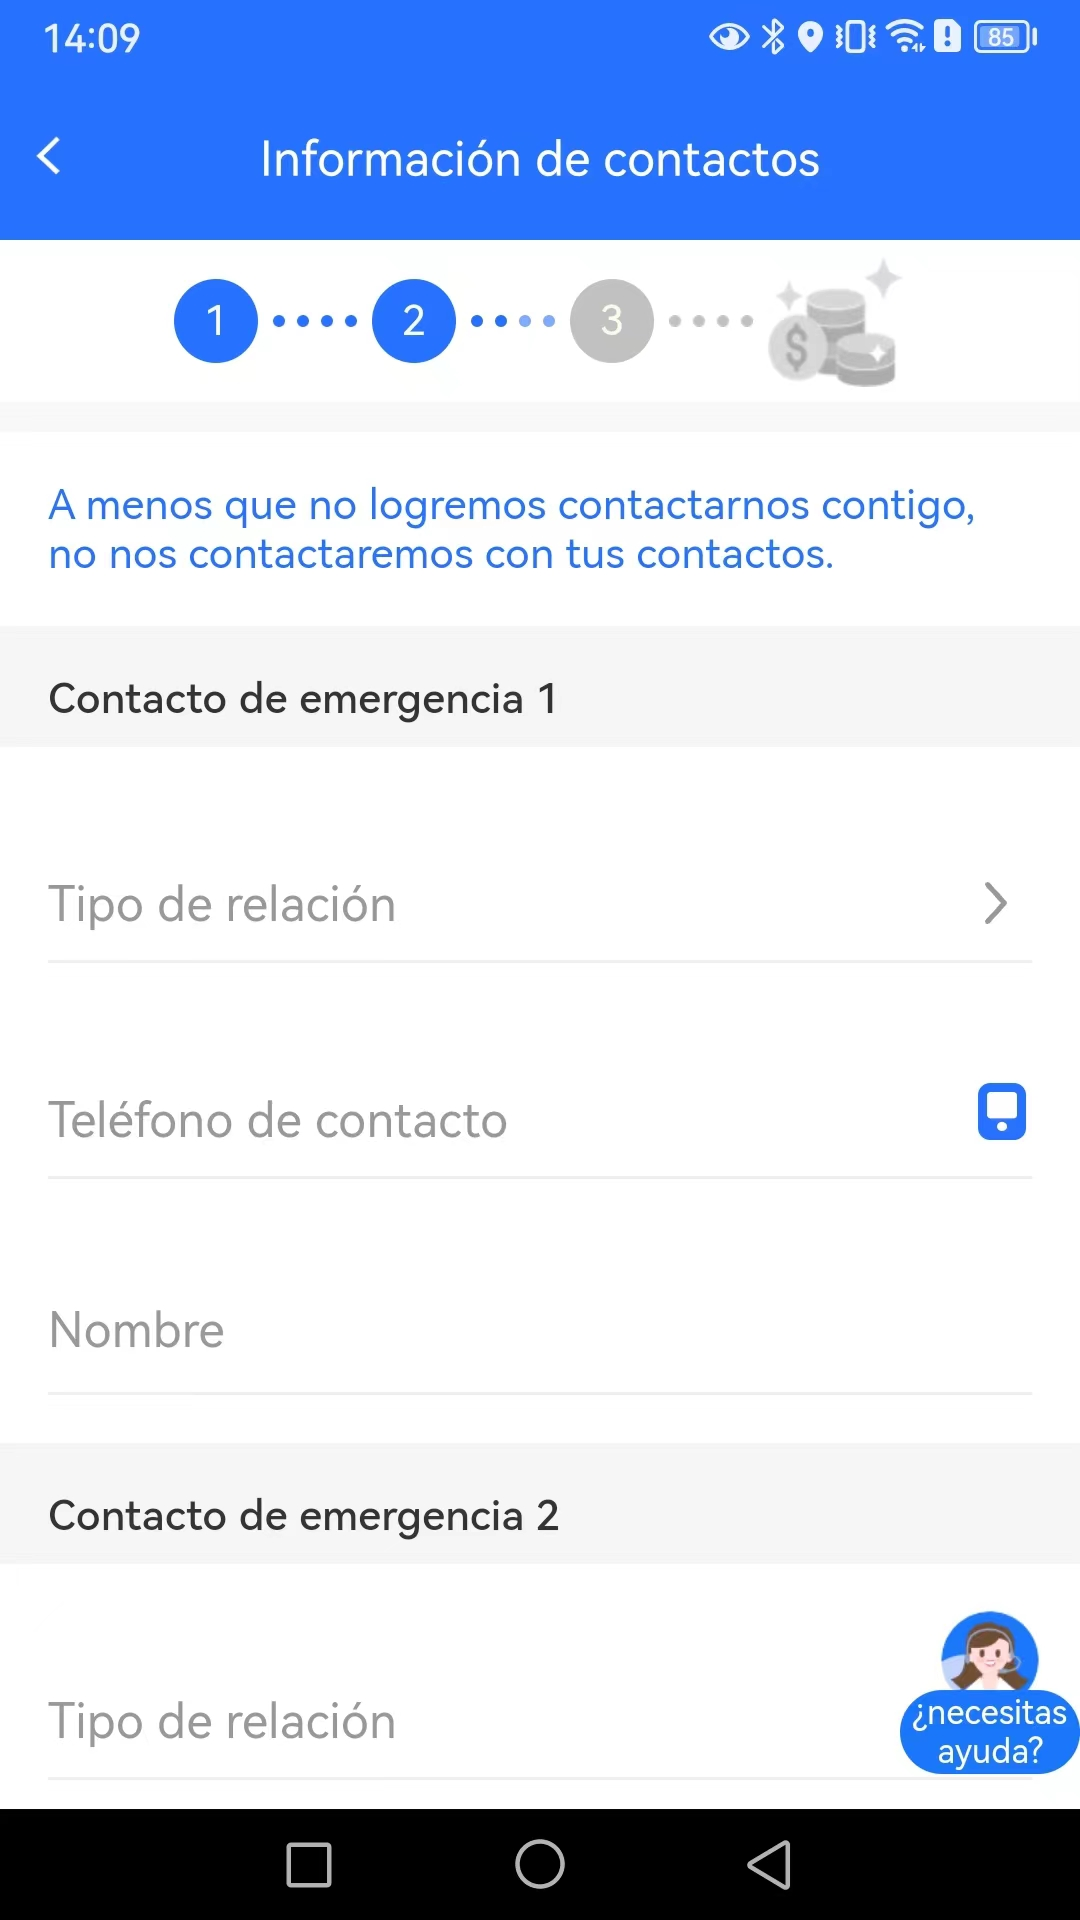 14:09
85
Información de contactos
1
2
3
$
A menos que no logremos contactarnos contigo,
no nos contactaremos con tus contactos.
Contacto de emergencia 1
Tipo de relación
Teléfono de contacto
Nombre
Contacto de emergencia 2
Tipo de relación
¿necesitas
ayuda?